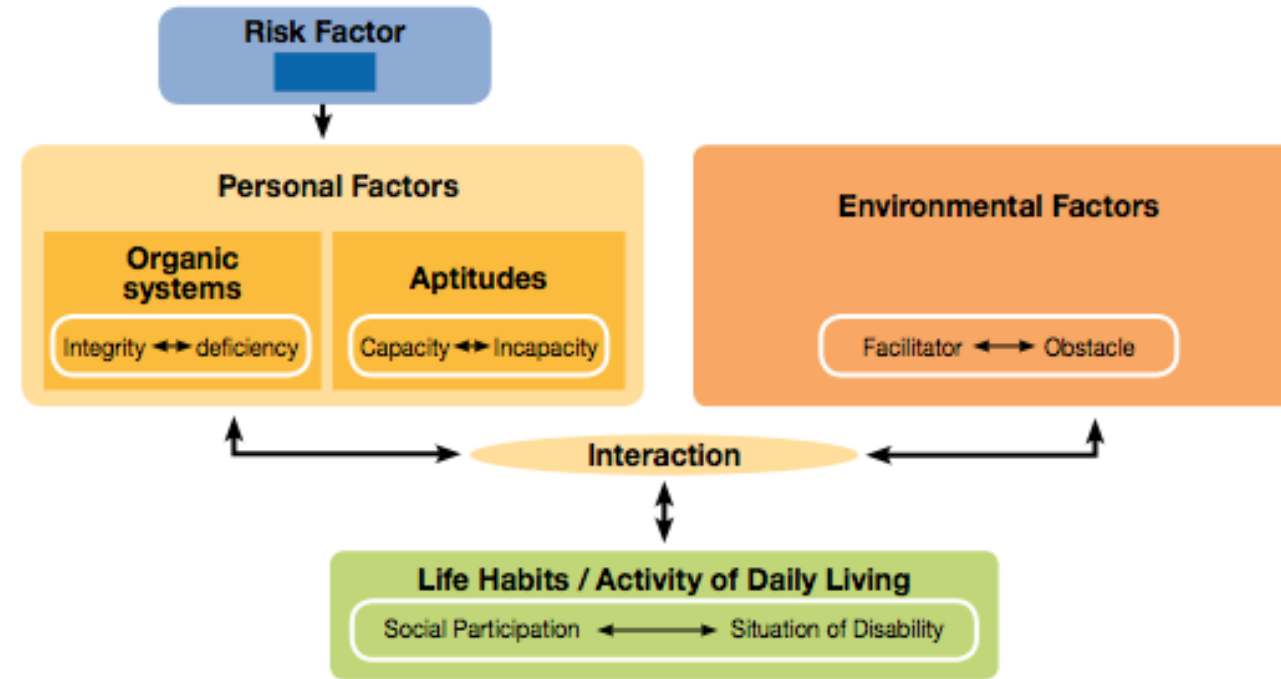 Risk Factor
Personal Factors
Organic
systems
Integrity deficiency
Aptitudes
Capacity Incapacity
Environmental Factors
Facilitator Obstacle
Interaction
Life Habits / Activity of Daily Living
Social Participation Situation of Disability